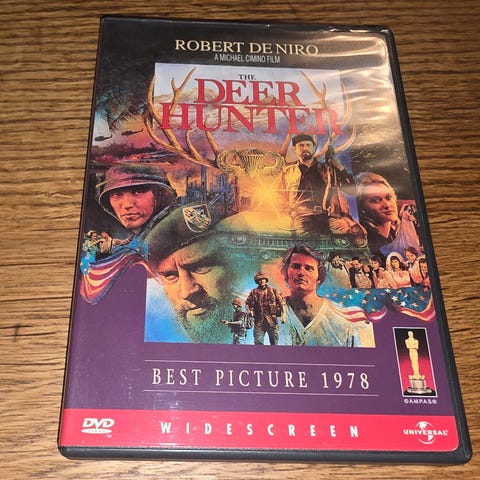 ROBERT DE NIRO
A MICHAEL CIMINO FILM
THE
DEER
HUNTER
BEST PICTURE 1978
©A.M.P.A.S.®
DVD
VIDEO
WIDESCREEN
UNIVERSAL